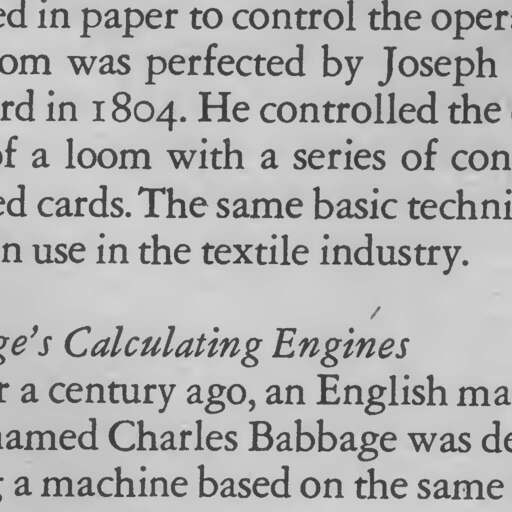 ed in paper to control the oper
om was perfected by Joseph
rd in 1804. He controlled the
of a loom with a series of con
ed cards. The same basic techni
n use in the textile industry.
ge's Calculating Engines
r a century ago, an English ma
named Charles Babbage was de
g a machine based on the same